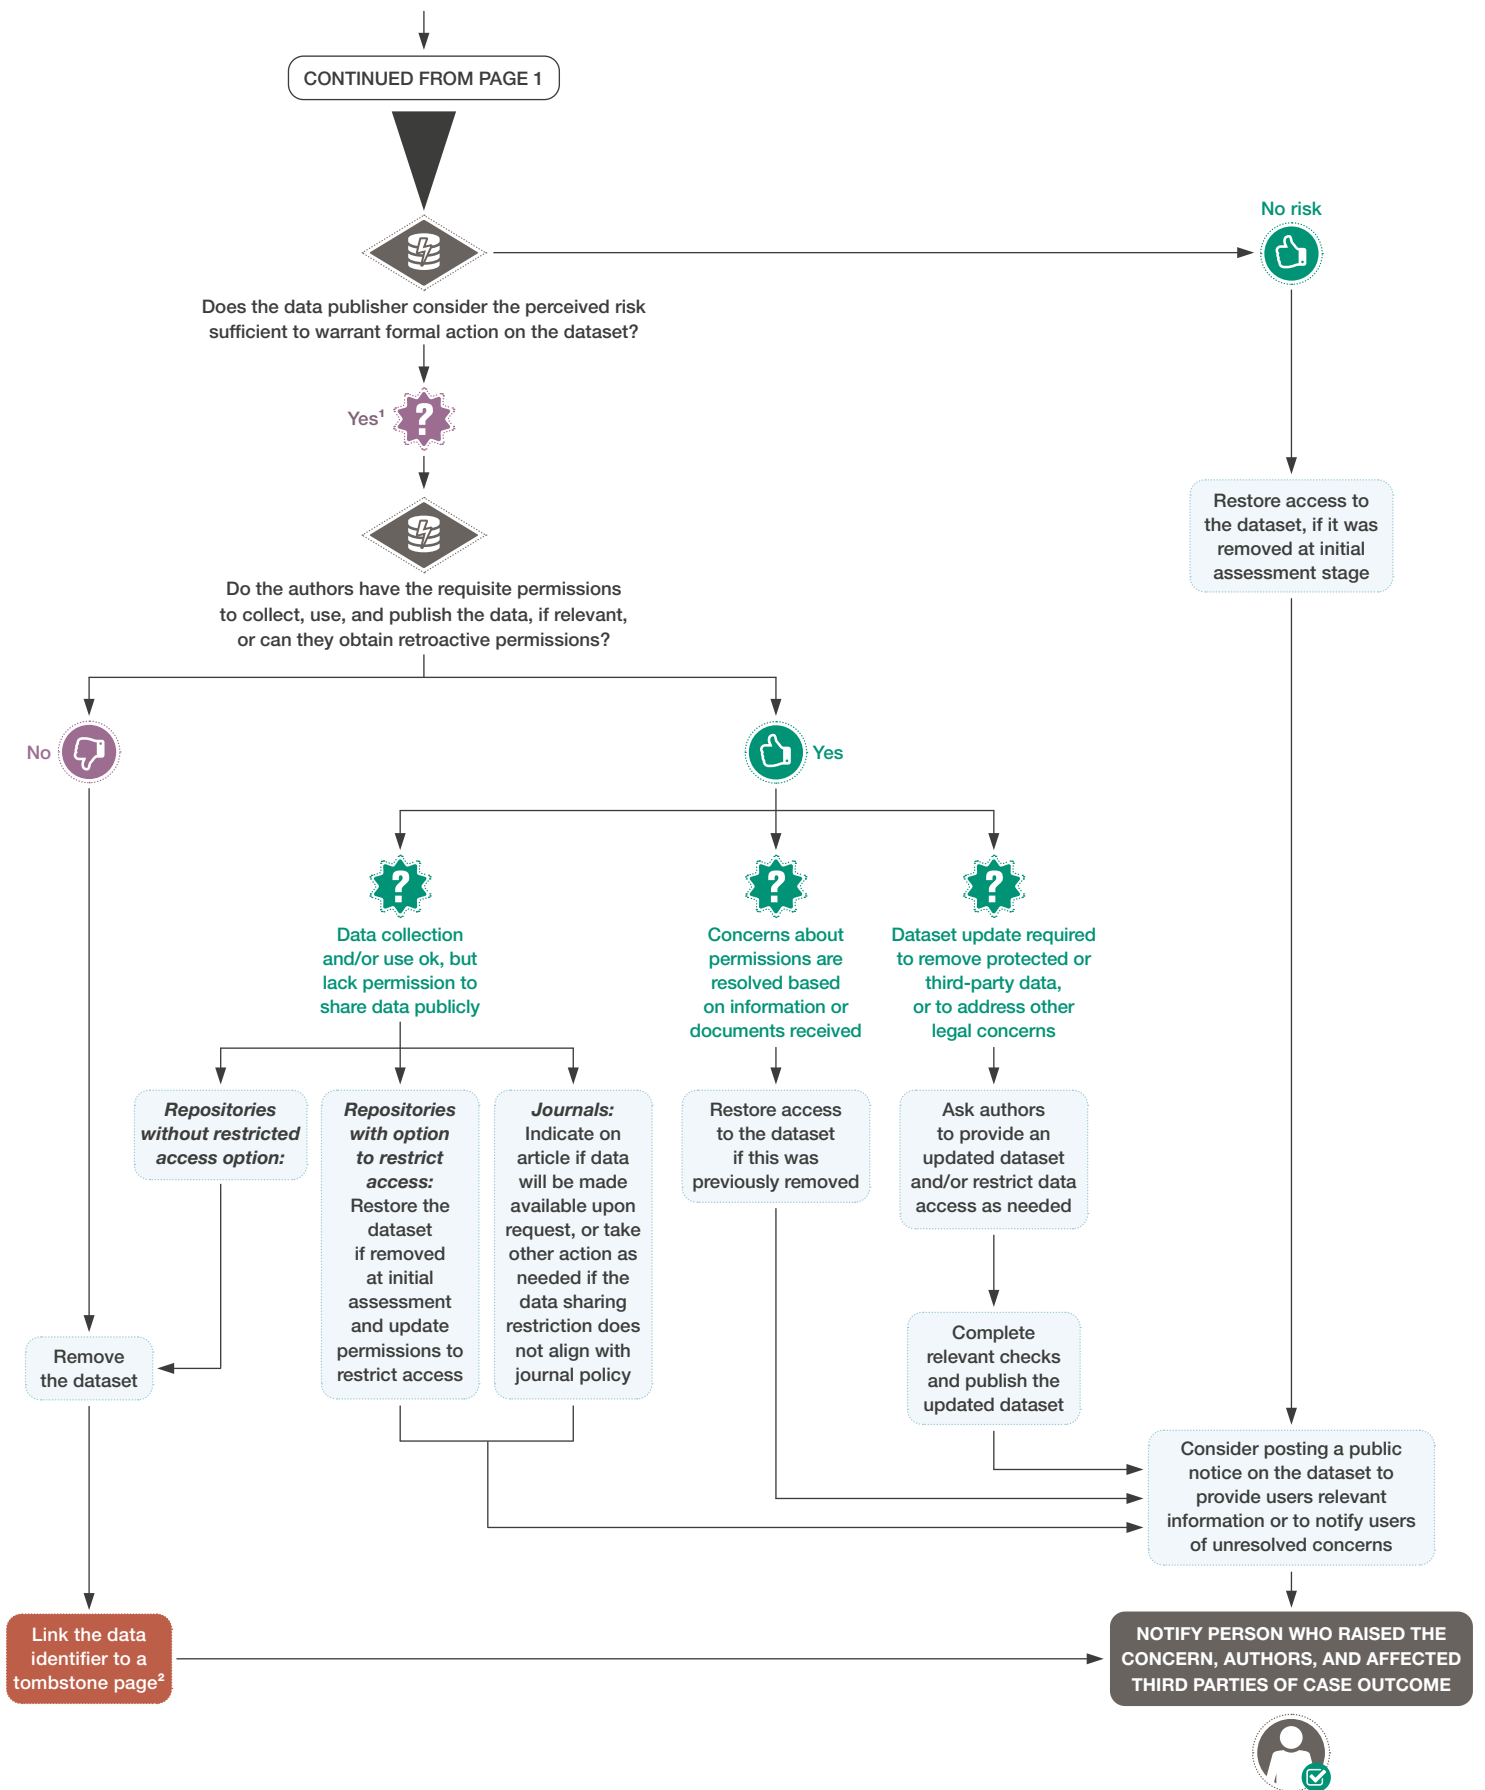 CONTINUED FROM PAGE 1
No risk
Does the data publisher consider the perceived risk
sufficient to warrant formal action on the dataset?
Yes¹
?
Restore access to
the dataset, if it was
removed at initial
assessment stage
Do the authors have the requisite permissions
to collect, use, and publish the data, if relevant,
or can they obtain retroactive permissions?
No
Yes
?
?
?
Data collection
and/or use ok, but
lack permission to
share data publicly
Concerns about
permissions are
resolved based
on information or
documents received
Dataset update required
to remove protected or
third-party data,
or to address other
legal concerns
Repositories
without restricted
access option:
Repositories
with option
to restrict
access:
Restore the
dataset
if removed
at initial
assessment
and update
permissions to
restrict access
Journals:
Indicate on
article if data
will be made
available upon
request, or take
other action as
needed if the
data sharing
restriction does
not align with
journal policy
Restore access
to the dataset
if this was
previously removed
Ask authors
to provide an
updated dataset
and/or restrict data
access as needed
Complete
relevant checks
and publish the
updated dataset
Remove
the dataset
Consider posting a public
notice on the dataset to
provide users relevant
information or to notify users
of unresolved concerns
Link the data
identifier to a
tombstone page²
NOTIFY PERSON WHO RAISED THE
CONCERN, AUTHORS, AND AFFECTED
THIRD PARTIES OF CASE OUTCOME